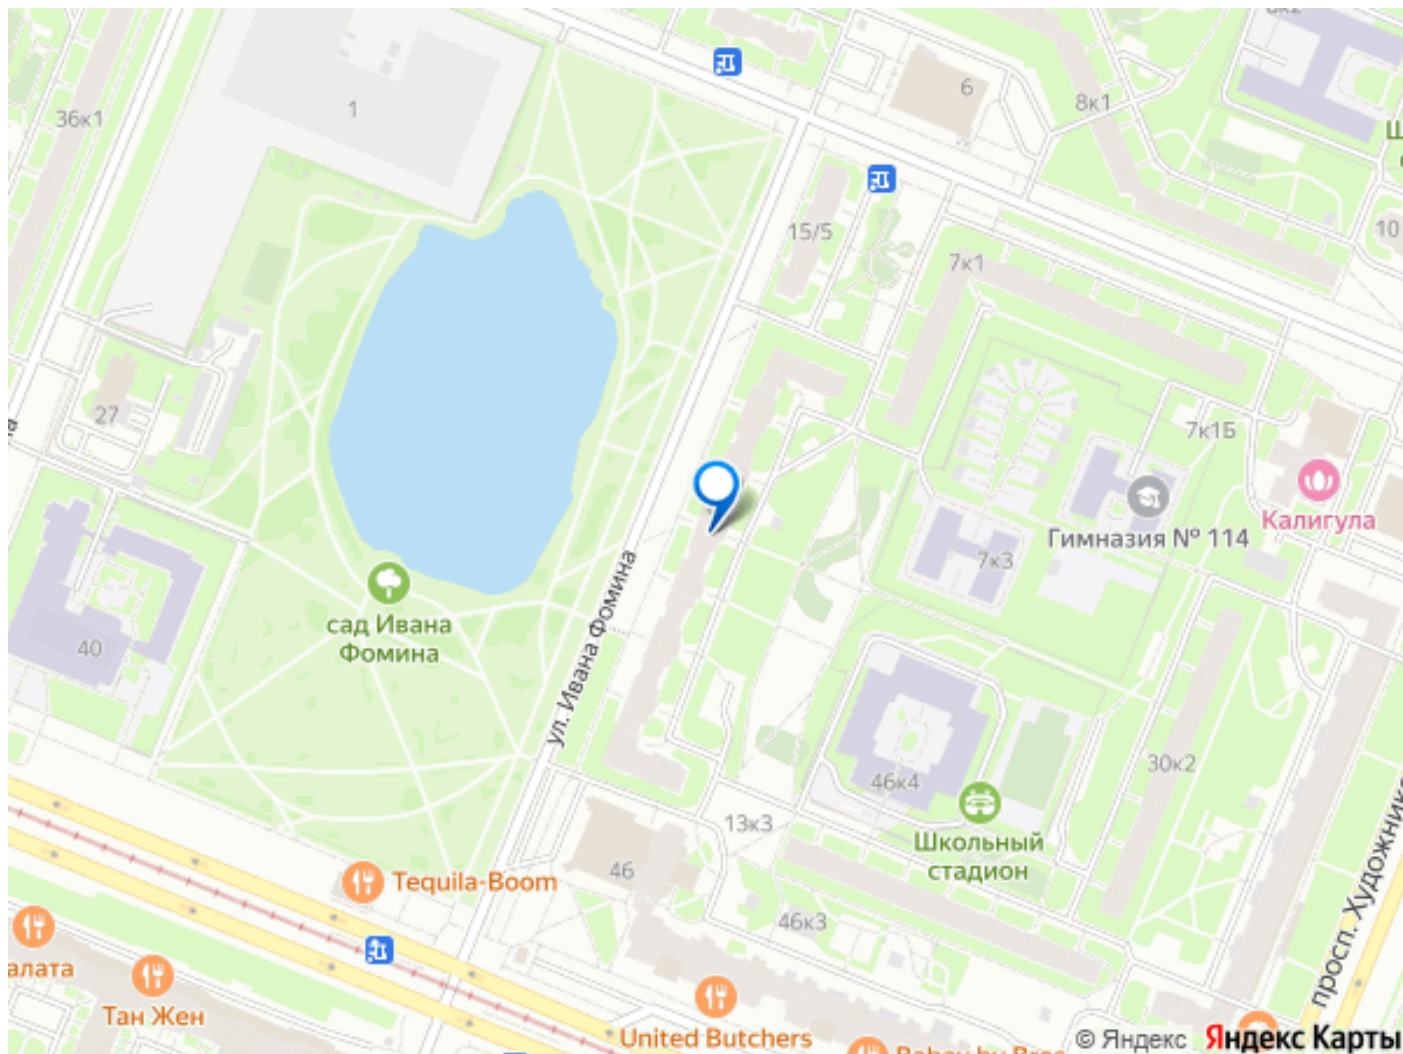 36к1
1
6
8к1
15/5
10
7к1
27
7к1Б
Калигула
Гимназия № 114
7к3
сад Ивана
Фомина
ул. Ивана Фомина
40
46к4
30к2
Школьный
стадион
13к3
46
46к3
Tequila-Boom
просп. Художнико
алата
Тан Жен
United Butchers
© Яндекс Яндекс Карты